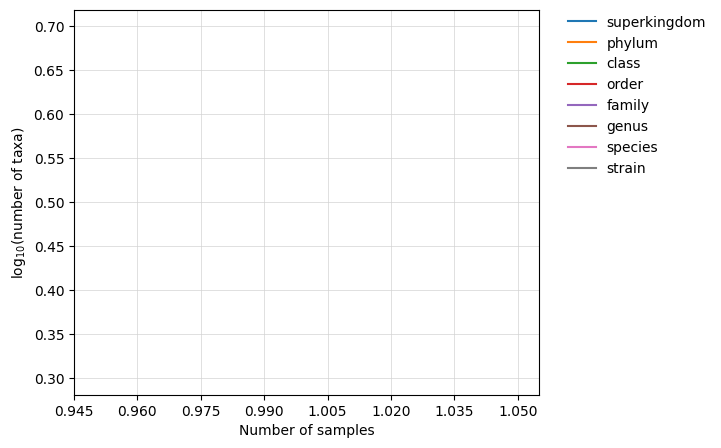 0.70
0.65
0.60
0.55
0.50
0.45
0.40
0.35
0.30
log10(number of taxa)
0.945 0.960 0.975 0.990 1.005 1.020 1.035 1.050
Number of samples
superkingdom
phylum
class
order
family
genus
species
strain